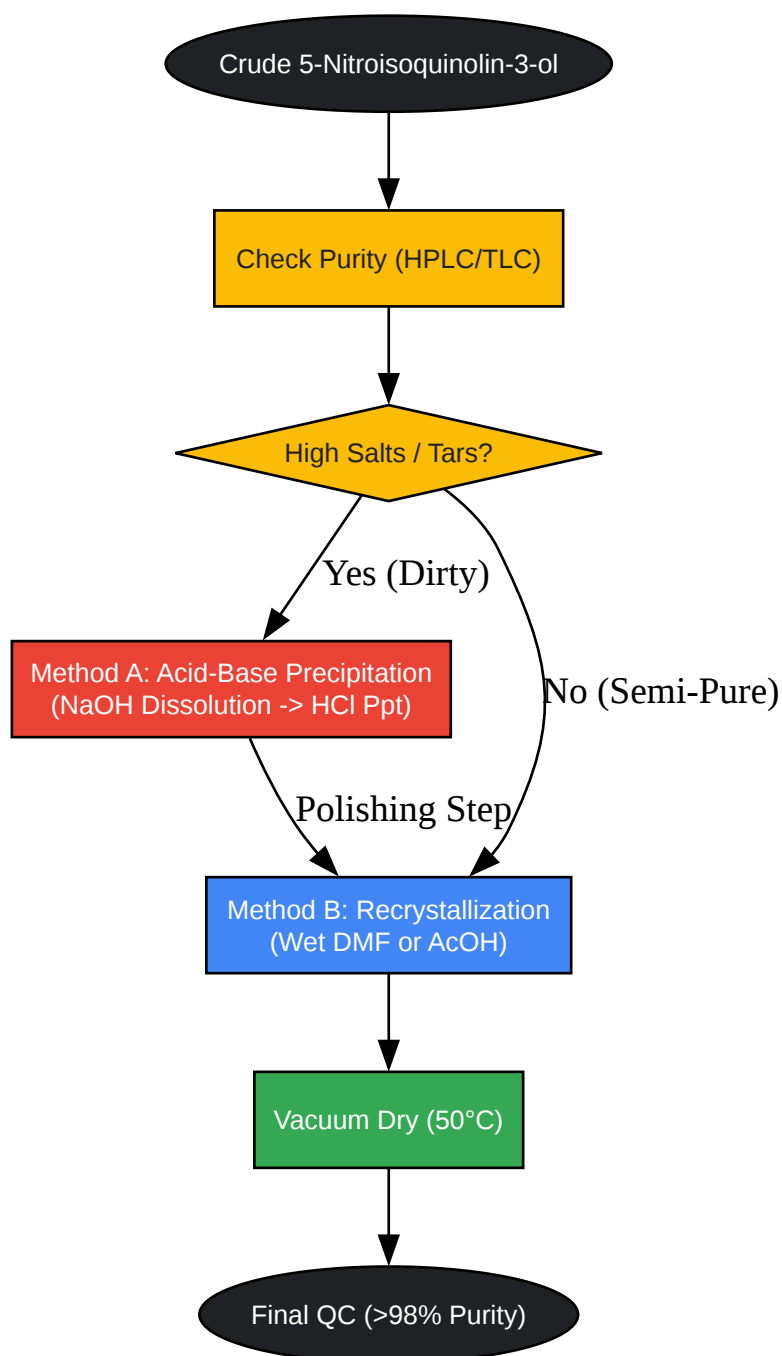 Crude 5-Nitroisoquinolin-3-ol
Check Purity (HPLC/TLC)
High Salts / Tars?
Yes (Dirty)
Method A: Acid-Base Precipitation
(NaOH Dissolution -> HCl Ppt)
No (Semi-Pure)
Polishing Step
Method B: Recrystallization
(Wet DMF or AcOH)
Vacuum Dry (50°C)
Final QC (>98% Purity)